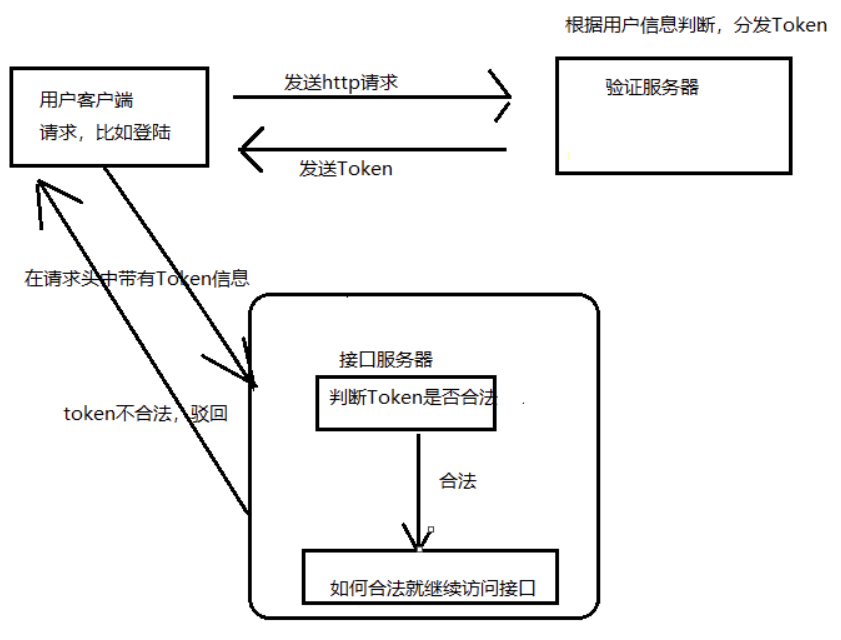 根据用户信息判断，分发Token
发送http请求
验证服务器
用户客户端
请求，比如登陆
发送Token
在请求头中带有Token信息
接口服务器
判断Token是否合法
token不合法，驳回
合法
如何合法就继续访问接口